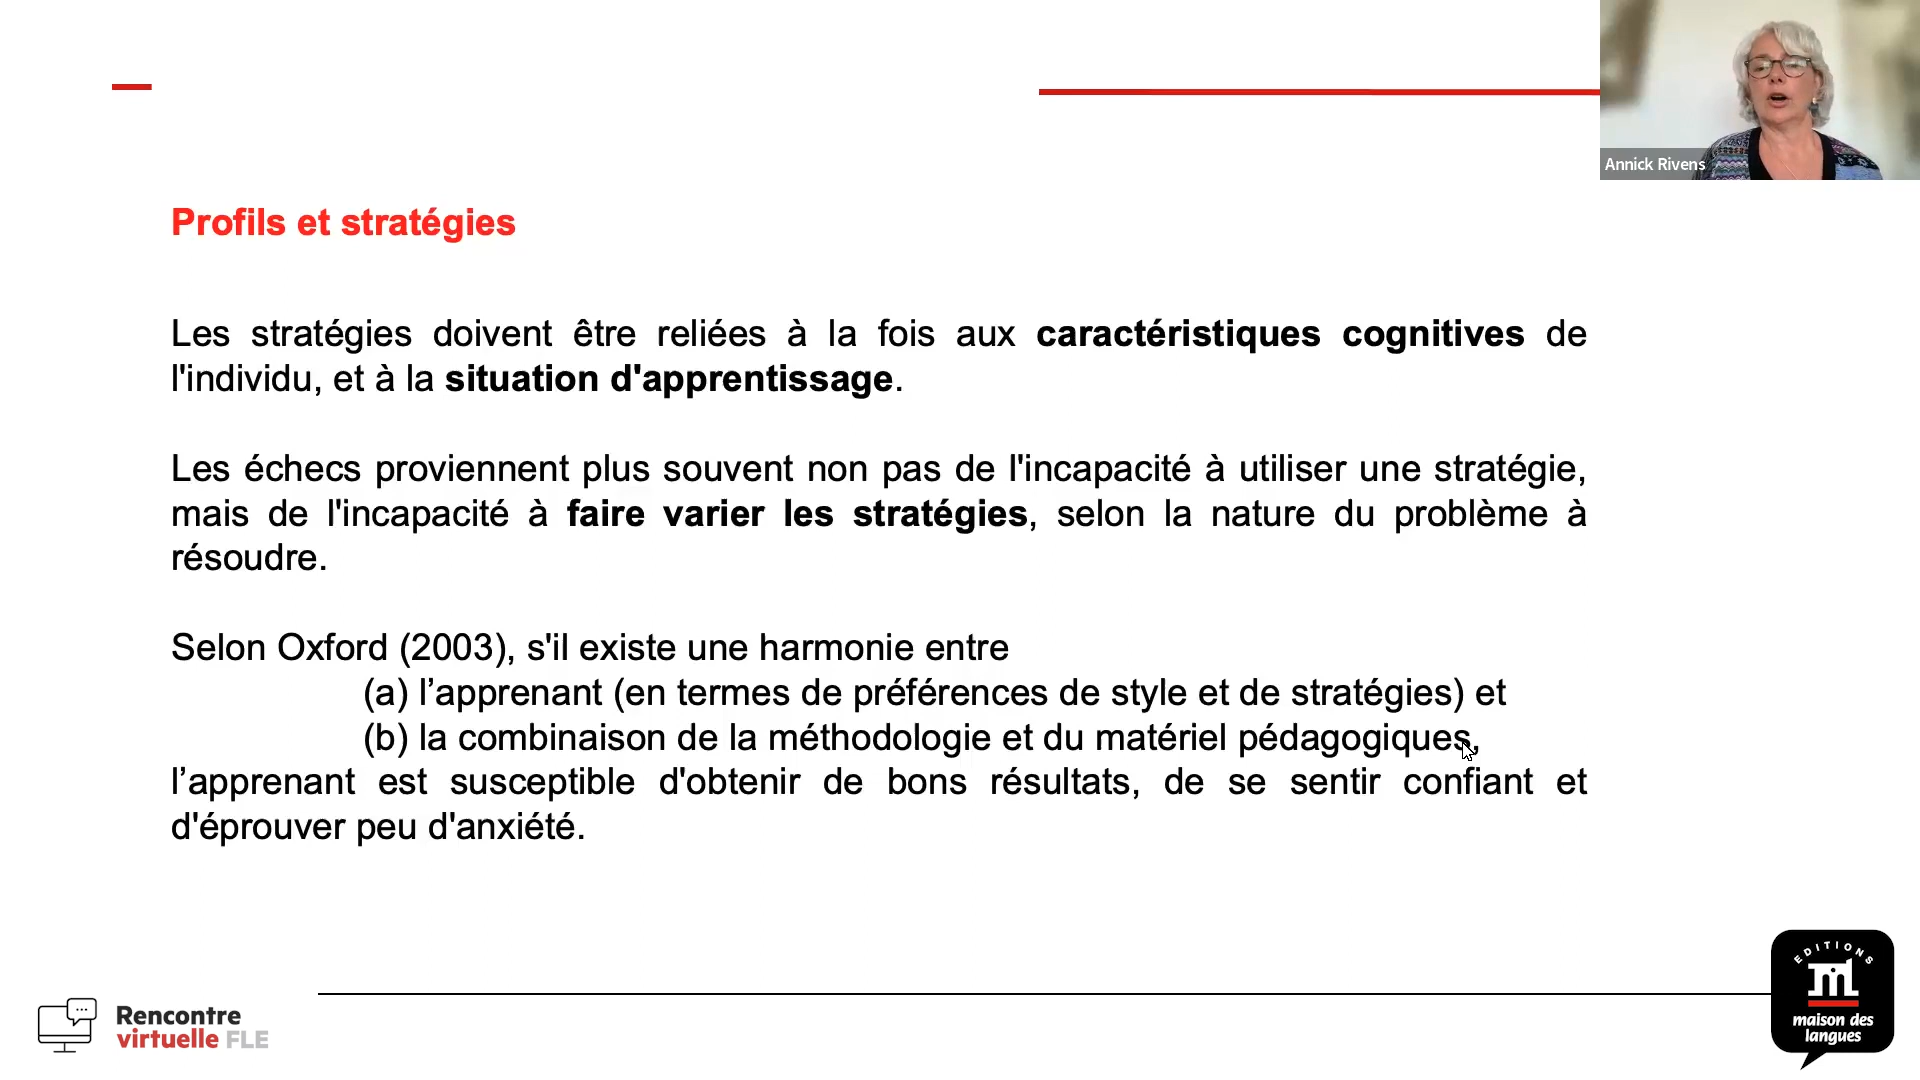 Annick Rivens
Profils et stratégies
Les stratégies doivent être reliées à la fois aux caractéristiques cognitives de
l'individu, et à la situation d'apprentissage.
Les échecs proviennent plus souvent non pas de l'incapacité à utiliser une stratégie,
mais de l'incapacité à faire varier les stratégies, selon la nature du problème à
résoudre.
Selon Oxford (2003), s'il existe une harmonie entre
(a) l’apprenant (en termes de préférences de style et de stratégies) et
(b) la combinaison de la méthodologie et du matériel pédagogiques,
l’apprenant est susceptible d'obtenir de bons résultats, de se sentir confiant et
d'éprouver peu d'anxiété.
Rencontre
virtuelle FLE
EDITIONS
maison des
langues